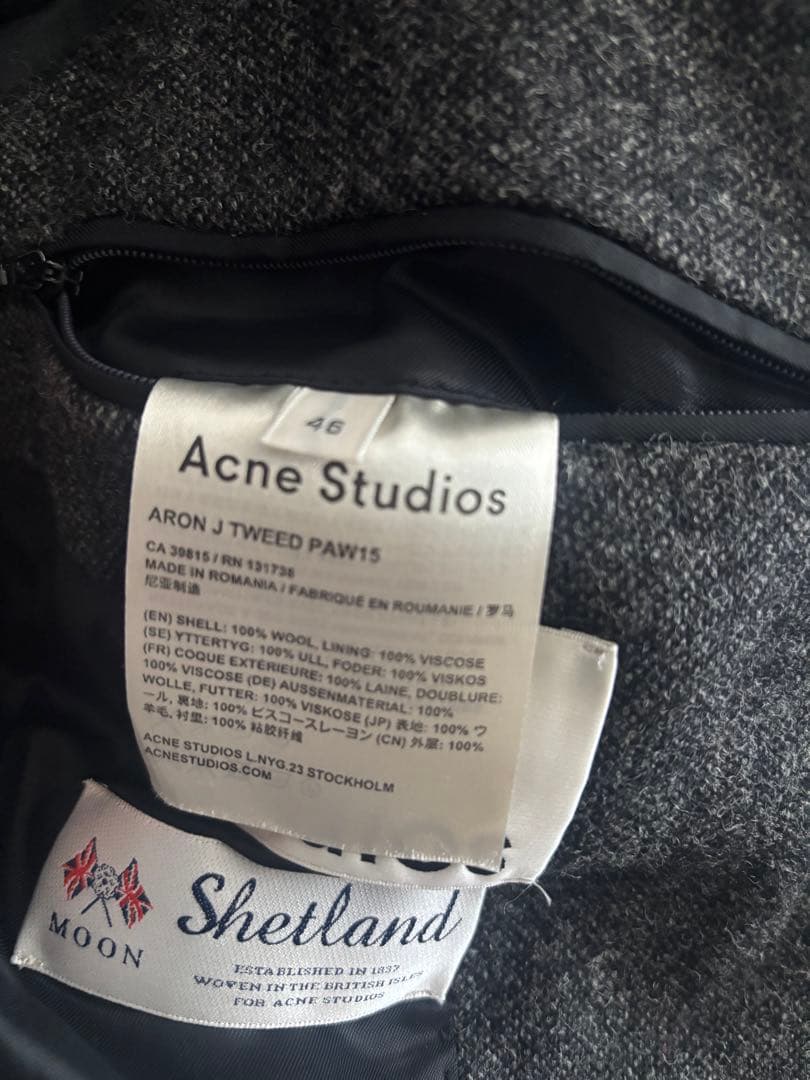 46
Acne Studios
ARON J TWEED PAW15
CA 39815 / RN 131736
MADE IN ROMANIA / FABRIQUÉ EN ROUMANIE / 罗马
尼亚制造
(EN) SHELL: 100% WOOL, LINING: 100% VISCOSE
(SE) YTTERTYG: 100% ULL, FODER: 100% VISKOS
(FR) COQUE EXTÉRIEURE: 100% LAINE, DOUBLURE:
100% VISCOSE (DE) AUSSENMATERIAL: 100%
WOLLE, FUTTER: 100% VISKOSE (JP) 表地: 100% ウ
ール, 裏地: 100% ビスコースレーヨン (CN) 外层: 100%
羊毛, 衬里: 100% 粘胶纤维
ACNE STUDIOS L.NYG.23 STOCKHOLM
ACNESTUDIOS.COM
MOON
Shetland
ESTABLISHED IN 1837
WOVEN IN THE BRITISH ISLES
FOR ACNE STUDIOS